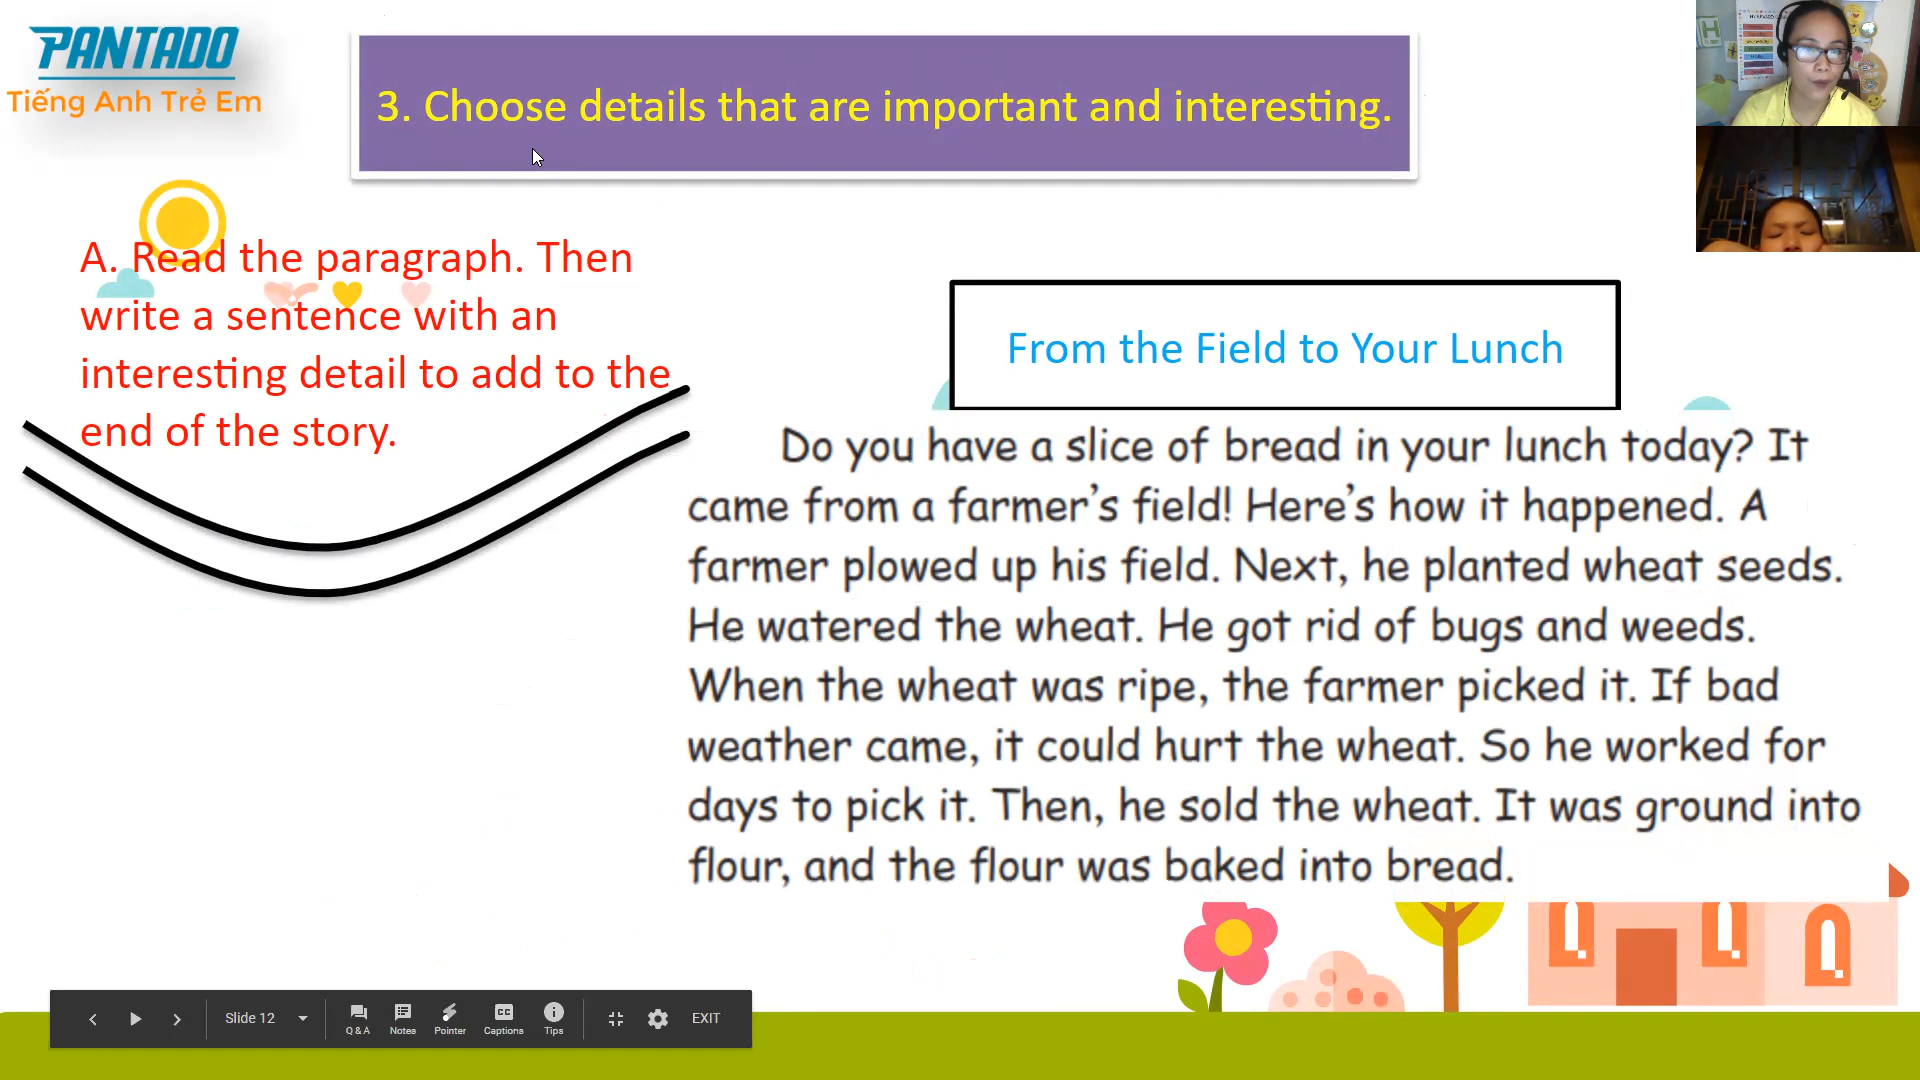 PANTADO
Tiếng Anh Trẻ Em
3. Choose details that are important and interesting.
A. Read the paragraph. Then
write a sentence with an
interesting detail to add to the
end of the story.
From the Field to Your Lunch
Do you have a slice of bread in your lunch today? It
came from a farmer's field! Here's how it happened. A
farmer plowed up his field. Next, he planted wheat seeds.
He watered the wheat. He got rid of bugs and weeds.
When the wheat was ripe, the farmer picked it. If bad
weather came, it could hurt the wheat. So he worked for
days to pick it. Then, he sold the wheat. It was ground into
flour, and the flour was baked into bread.
Slide 12
Q & A
Notes
Pointer
CC
Captions
Tips
EXIT